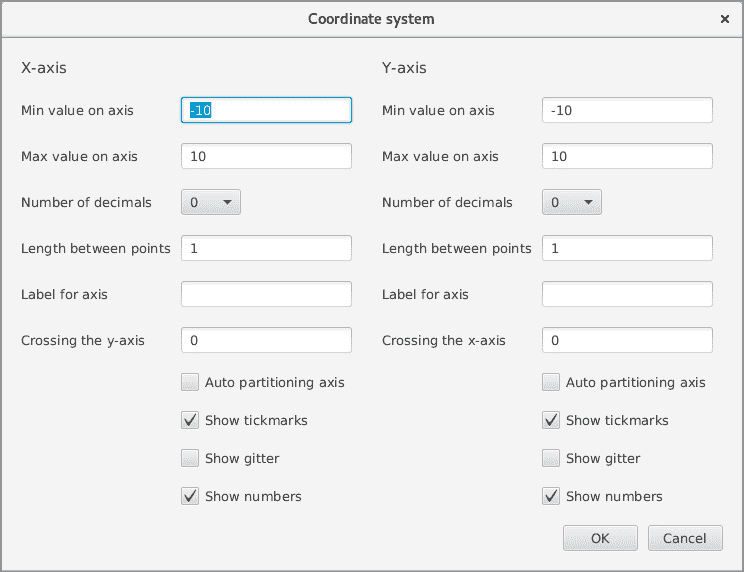 Coordinate system
X-axis Y-axis
Min value on axis -10 Min value on axis -10
Max value on axis 10 Max value on axis 10
Number of decimals 0 Number of decimals 0
Length between points 1 Length between points 1
Label for axis Label for axis
Crossing the y-axis 0 Crossing the x-axis 0
Auto partitioning axis Auto partitioning axis
Show tickmarks Show tickmarks
Show gitter Show gitter
Show numbers Show numbers
OK Cancel